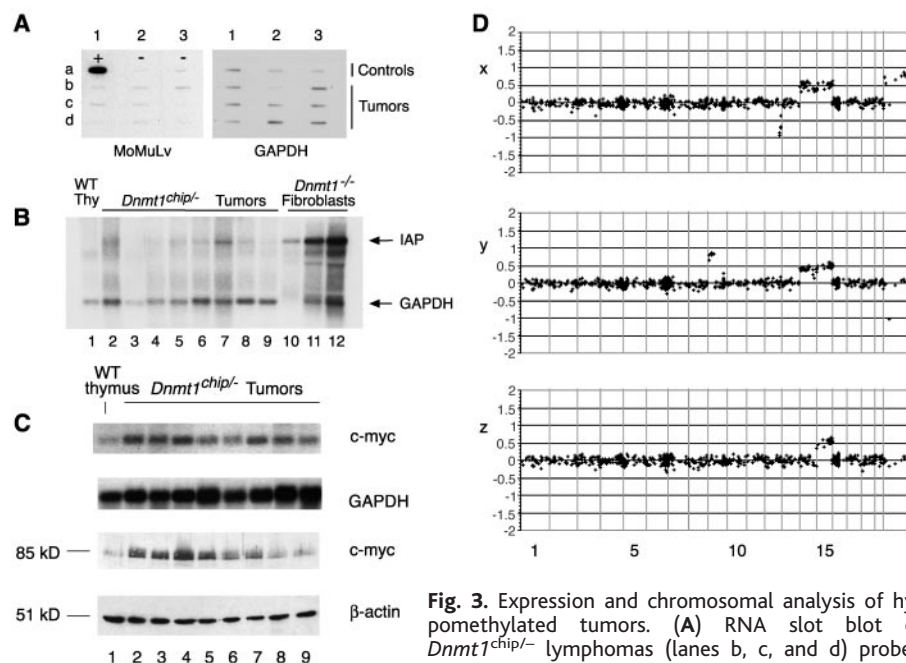 A
1 2 3 1 2 3
+ - -
a
b
c
d
Controls
Tumors
MoMuLv GAPDH
B
WT
Thy
Dnmt1chip/- Tumors
Dnmt1-/-
Fibroblasts
IAP
GAPDH
1 2 3 4 5 6 7 8 9 10 11 12
C
WT
thymus
Dnmt1chip/- Tumors
c-myc
GAPDH
85 kD
c-myc
51 kD
β-actin
1 2 3 4 5 6 7 8 9
D
x
2
1.5
1
0.5
0
-0.5
-1
-1.5
-2
y
2
1.5
1
0.5
0
-0.5
-1
-1.5
-2
z
2
1.5
1
0.5
0
-0.5
-1
-1.5
-2
1 5 10 15
Fig. 3. Expression and chromosomal analysis of hy
pomethylated tumors. (A) RNA slot blot
Dnmt1chip/– lymphomas (lanes b, c, and d) probe